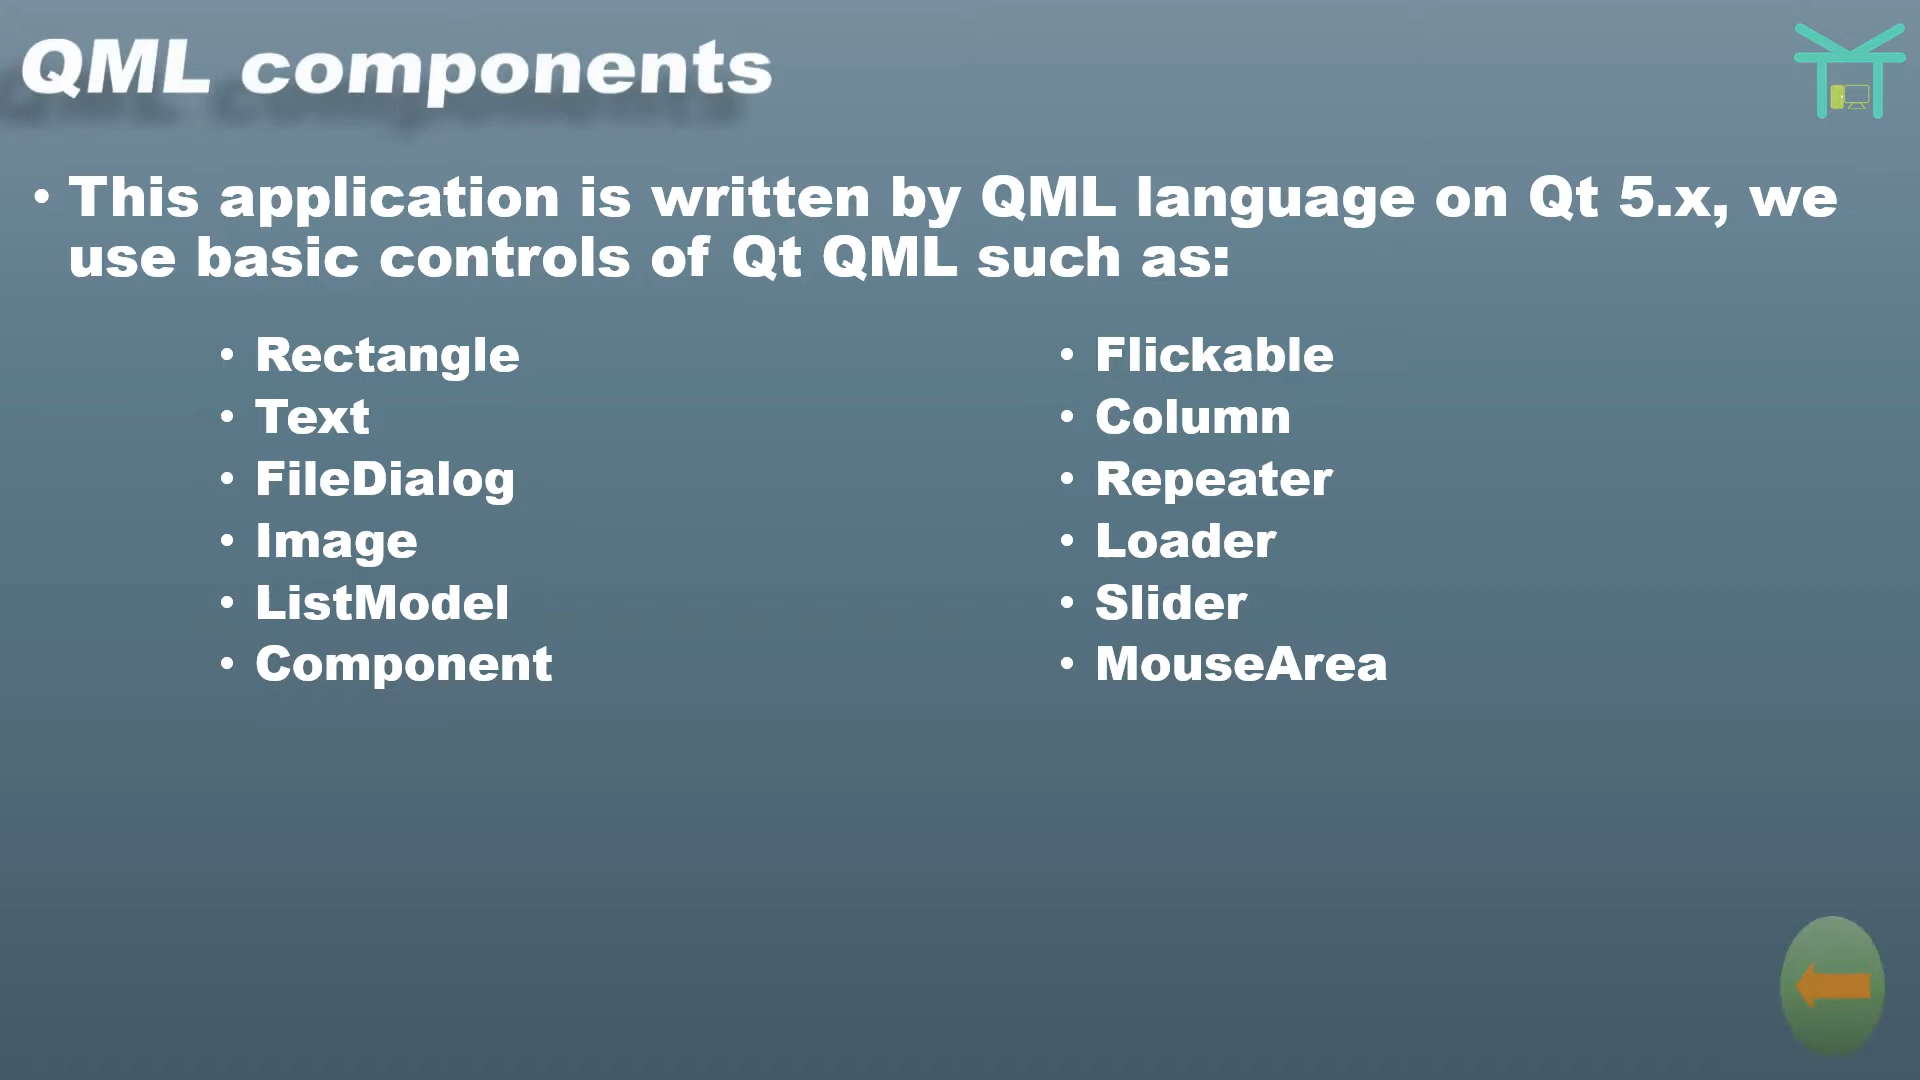 QML components
• This application is written by QML language on Qt 5.x, we
use basic controls of Qt QML such as:
• Rectangle
• Text
• FileDialog
• Image
• ListModel
• Component
• Flickable
• Column
• Repeater
• Loader
• Slider
• MouseArea